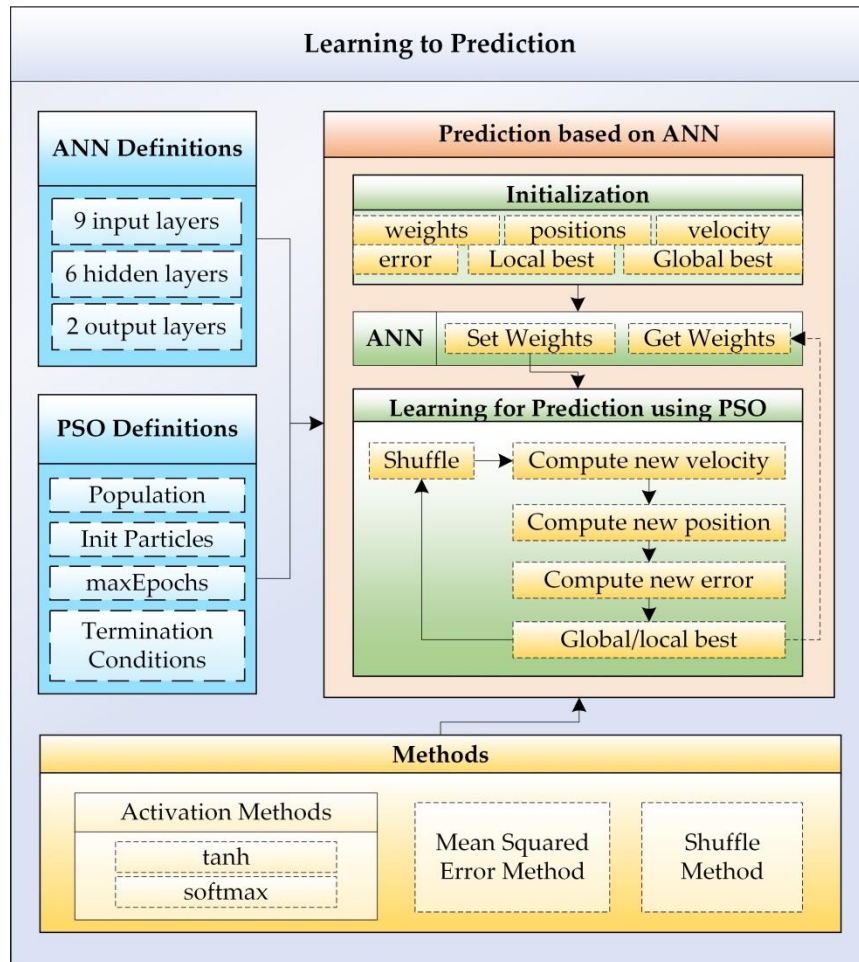 Learning to Prediction
ANN Definitions
9 input layers
6 hidden layers
2 output layers
PSO Definitions
Population
Init Particles
maxEpochs
Termination
Conditions
Prediction based on ANN
Initialization
weights positions velocity
error Local best Global best
ANN Set Weights Get Weights
Learning for Prediction using PSO
Shuffle Compute new velocity
Compute new position
Compute new error
Global/local best
Methods
Activation Methods
tanh
softmax
Mean Squared
Error Method
Shuffle
Method